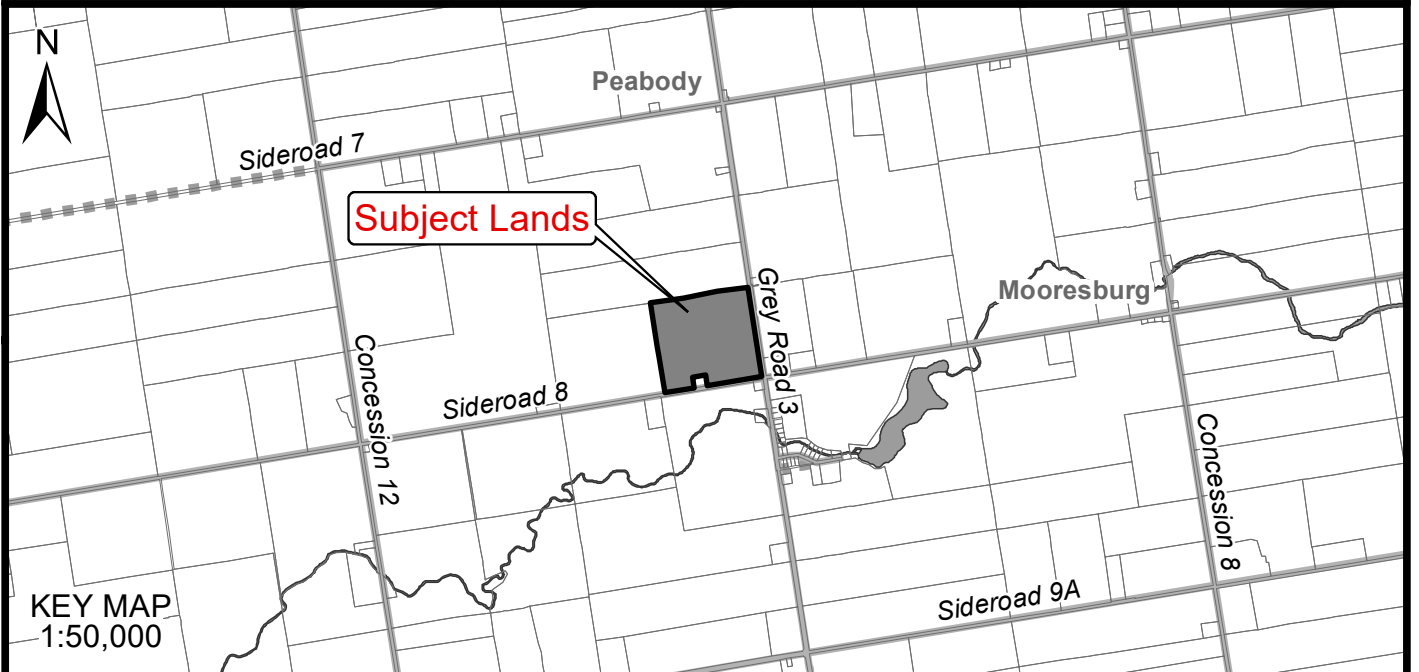 N
Peabody
Sideroad 7
Subject Lands
Grey Road 3
Mooresburg
Concession 12
Sideroad 8
Concession 8
Sideroad 9A
KEY MAP
1:50,000